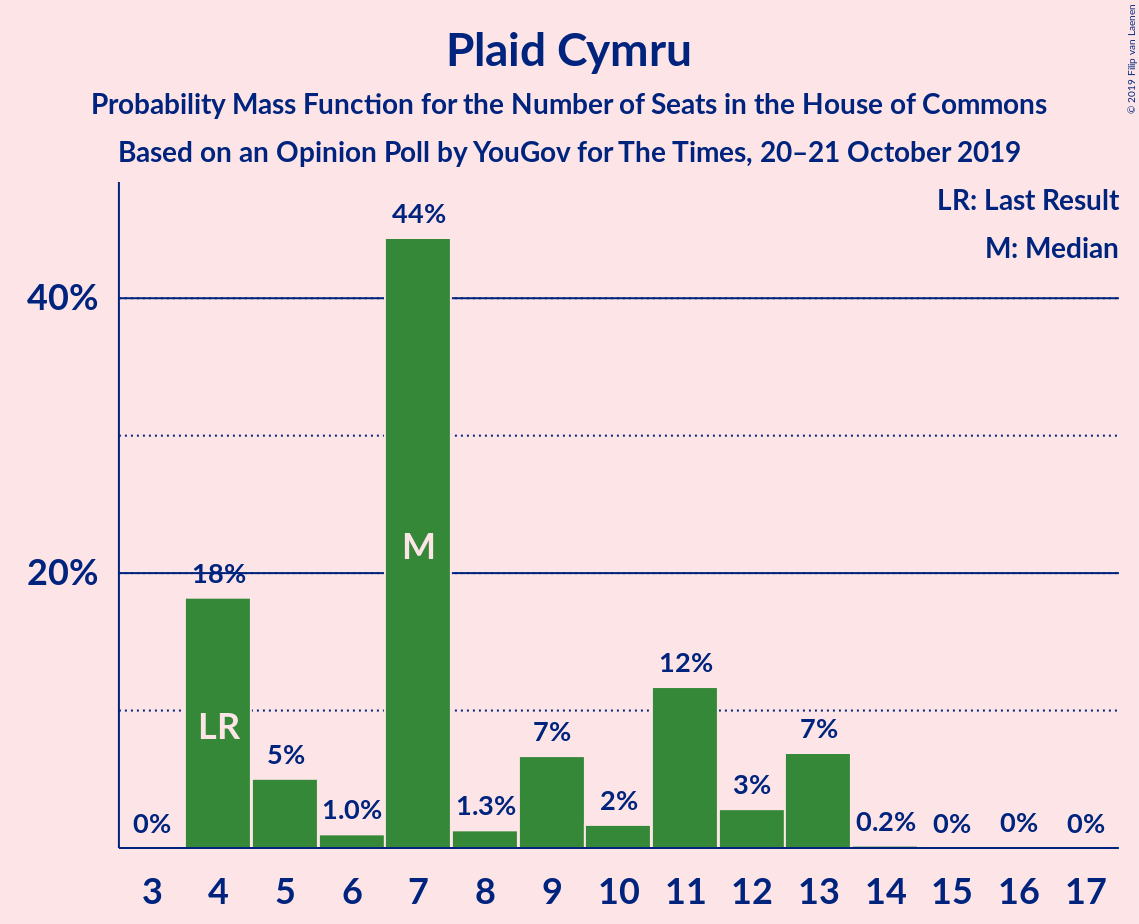 Plaid Cymru
Probability Mass Function for the Number of Seats in the House of Commons
Based on an Opinion Poll by YouGov for The Times, 20–21 October 2019
© 2019 Filip van Laenen
LR: Last Result
M: Median
44%
40%
M
20%
18%
12%
LR
7%
7%
5%
3%
2%
1.3%
1.0%
0.2%
0%
0%
0%
0%
3 4 5 6 7 8 9 10 11 12 13 14 15 16 17